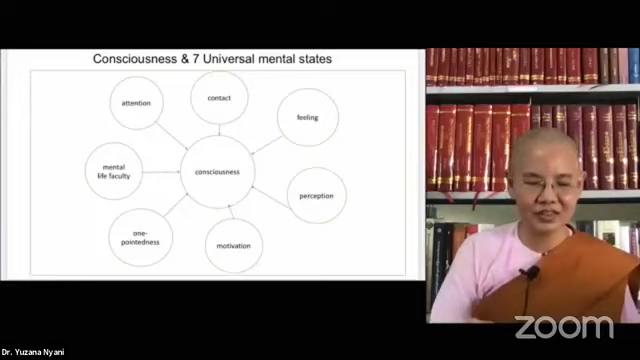 Consciousness & 7 Universal mental states
contact
attention
feeling
mental
life faculty
consciousness
perception
one-
pointedness
motivation
zoom
Dr. Yuzana Nyani